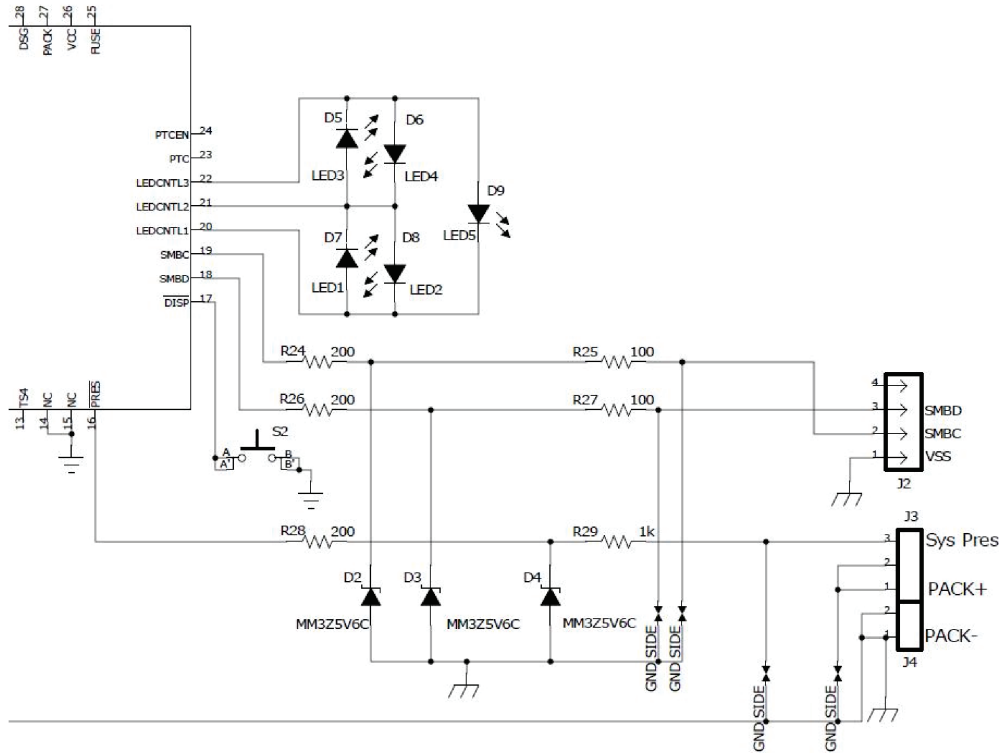 28 27 26 25
DSG PACK VCC FUSE
PTCEN 24
PTC 23
LEDCNTL3 22
LEDCNTL2 21
LEDCNTL1 20
SMBC 19
SMBD 18
DISP 17
D5 D6
LED3 LED4
D9
LED5
D7 D8
LED1 LED2
R24 200 R25 100
R26 200 R27 100
TS4 NC NC PRES
13 14 15 16
S2
A B
A' B'
4
3 SMBD
2 SMBC
1 VSS
J2
R28 200 R29 1k
J3
3 Sys Pres
2
1 PACK+
2
1 PACK-
J4
D2 D3 D4
MM3Z5V6C MM3Z5V6C MM3Z5V6C
GND SIDE GND SIDE
GND SIDE GND SIDE